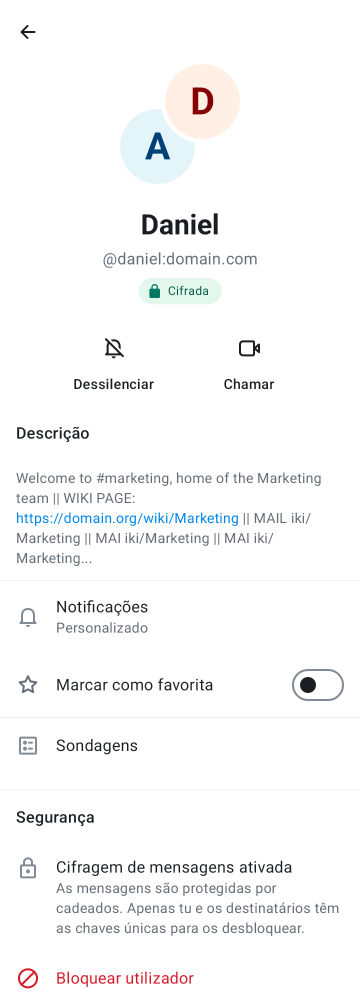 D
A
Daniel
@daniel:domain.com
Cifrada
Dessilenciar
Chamar
Descrição
Welcome to #marketing, home of the Marketing
team || WIKI PAGE:
https://domain.org/wiki/Marketing || MAIL iki/
Marketing || MAI iki/Marketing || MAI iki/
Marketing...
Notificações
Personalizado
Marcar como favorita
Sondagens
Segurança
Cifragem de mensagens ativada
As mensagens são protegidas por
cadeados. Apenas tu e os destinatários têm
as chaves únicas para os desbloquear.
Bloquear utilizador